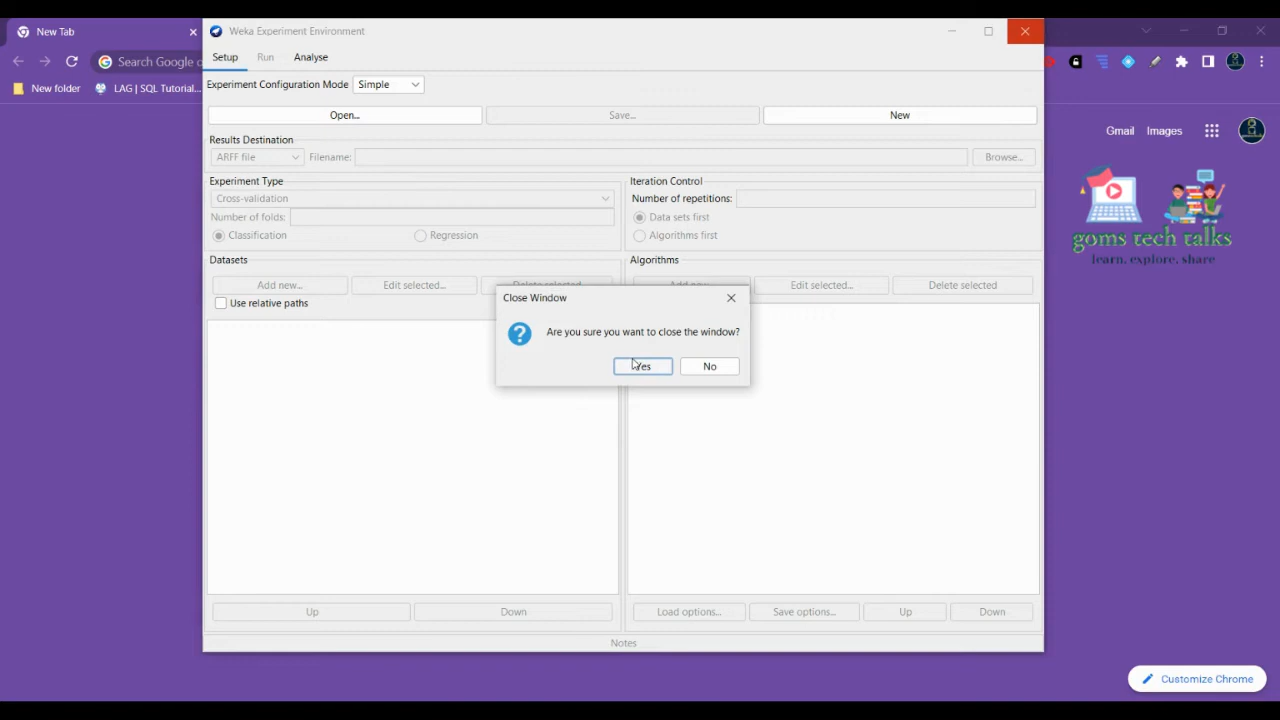 New Tab
Weka Experiment Environment
Setup Run Analyse
Search Google o
New folder LAG | SQL Tutorial...
Experiment Configuration Mode Simple
Open... Save... New
Results Destination
ARFF file Filename: Browse...
Experiment Type
Cross-validation
Number of folds:
Classification Regression
Iteration Control
Number of repetitions:
Data sets first
Algorithms first
Datasets
Add new... Edit selected... Delete selected
Use relative paths
Up Down
Algorithms
Add new... Edit selected... Delete selected
Load options... Save options... Up Down
Close Window
Are you sure you want to close the window?
Yes No
Notes
Gmail Images
goms tech talks
learn, explore, share
Customize Chrome